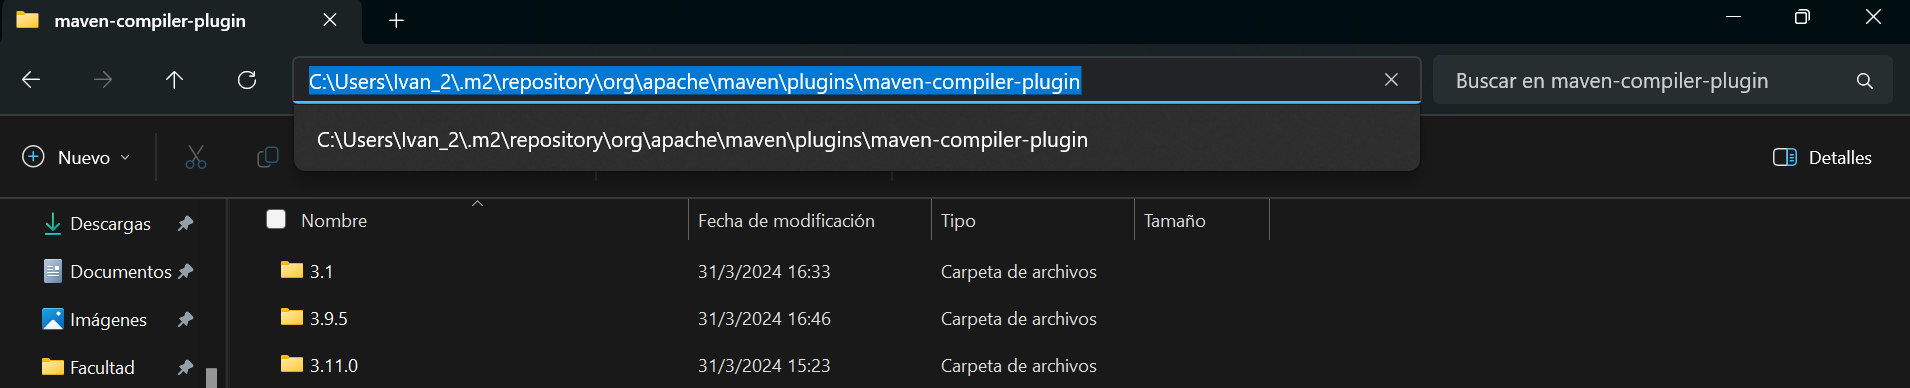 maven-compiler-plugin
C:\Users\Ivan_2\.m2\repository\org\apache\maven\plugins\maven-compiler-plugin
Buscar en maven-compiler-plugin
C:\Users\Ivan_2\.m2\repository\org\apache\maven\plugins\maven-compiler-plugin
Nuevo
Detalles
Descargas
Documentos
Imágenes
Facultad
Nombre Fecha de modificación Tipo Tamaño
3.1 31/3/2024 16:33 Carpeta de archivos
3.9.5 31/3/2024 16:46 Carpeta de archivos
3.11.0 31/3/2024 15:23 Carpeta de archivos